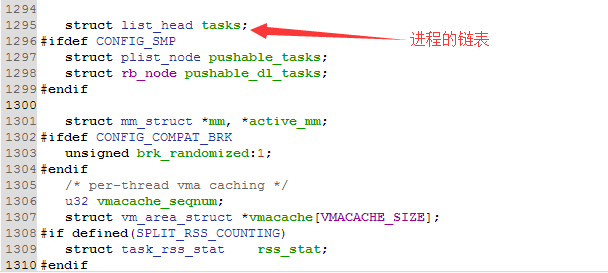 1294
1295 struct list_head tasks; 进程的链表
1296 #ifdef CONFIG_SMP
1297 struct plist_node pushable_tasks;
1298 struct rb_node pushable_dl_tasks;
1299 #endif
1300
1301 struct mm_struct *mm, *active_mm;
1302 #ifdef CONFIG_COMPAT_BRK
1303 unsigned brk_randomized:1;
1304 #endif
1305 /* per-thread vma caching */
1306 u32 vmacache_seqnum;
1307 struct vm_area_struct *vmacache[VMACACHE_SIZE];
1308 #if defined(SPLIT_RSS_COUNTING)
1309 struct task_rss_stat rss_stat;
1310 #endif